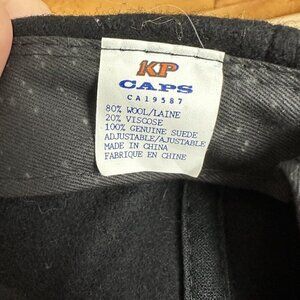 KP
CAPS
CA19587
80% WOOL/LAINE
20% VISCOSE
100% GENUINE SUEDE
ADJUSTABLE/AJUSTABLE
MADE IN CHINA
FABRIQUE EN CHINE